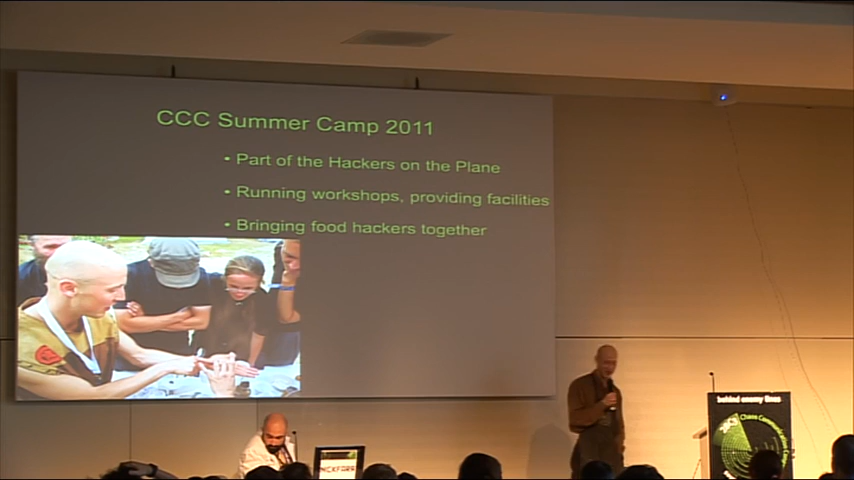 CCC Summer Camp 2011
• Part of the Hackers on the Plane
• Running workshops, providing facilities
• Bringing food hackers together
behind enemy lines